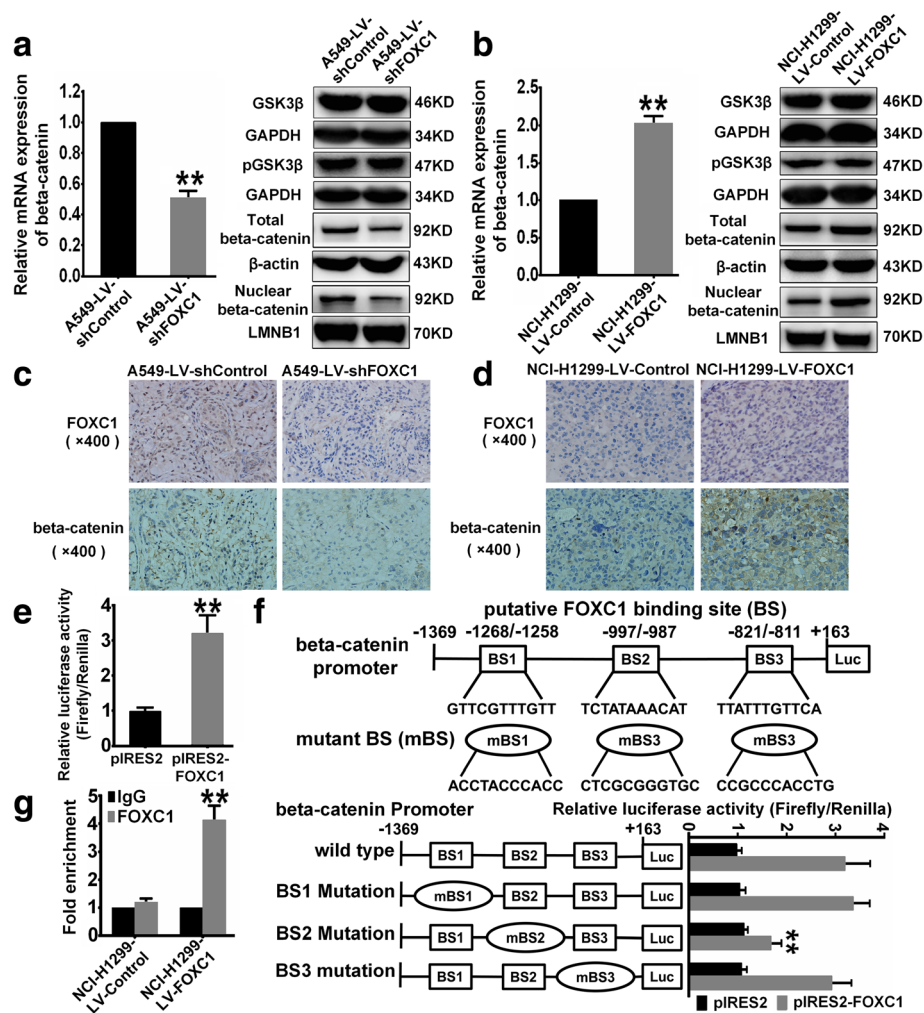 a
A549-LV-
shControl
A549-LV-
shFOXC1
Relative mRNA expression
of beta-catenin
1.2
1.0
0.8
0.6
0.4
0.2
0.0
**
A549-LV-
shControl
A549-LV-
shFOXC1
GSK3β 46KD
GAPDH 34KD
pGSK3β 47KD
GAPDH 34KD
Total
beta-catenin 92KD
β-actin 43KD
Nuclear
beta-catenin 92KD
LMNB1 70KD
b
NCI-H1299-
LV-Control
NCI-H1299-
LV-FOXC1
Relative mRNA expression
of beta-catenin
2.5
2.0
1.5
1.0
0.5
0.0
**
NCI-H1299-
LV-Control
NCI-H1299-
LV-FOXC1
GSK3β 46KD
GAPDH 34KD
pGSK3β 47KD
GAPDH 34KD
Total
beta-catenin 92KD
β-actin 43KD
Nuclear
beta-catenin 92KD
LMNB1 70KD
c
A549-LV-shControl A549-LV-shFOXC1
FOXC1
( ×400 )
beta-catenin
( ×400 )
d
NCI-H1299-LV-Control NCI-H1299-LV-FOXC1
FOXC1
( ×400 )
beta-catenin
( ×400 )
e
Relative luciferase activity
(Firefly/Renilla)
4
3
2
1
0
**
pIRES2
pIRES2-
FOXC1
f
putative FOXC1 binding site (BS)
-1369 -1268/-1258 -997/-987 -821/-811 +163
beta-catenin
promoter
BS1 BS2 BS3 Luc
GTTCGTTTGTT TCTATAAACAT TTATTTGTTCA
mutant BS (mBS) mBS1 mBS3 mBS3
ACCTACCCACC CTCGCGGGTGC CCGCCCACCTG
beta-catenin Promoter Relative luciferase activity (Firefly/Renilla)
-1369 +163 0 1 2 3 4
wild type BS1 BS2 BS3 Luc
BS1 Mutation mBS1 BS2 BS3 Luc
BS2 Mutation BS1 mBS2 BS3 Luc **
BS3 mutation BS1 BS2 mBS3 Luc
pIRES2 pIRES2-FOXC1
g
Fold enrichment
5
4
3
2
1
0
IgG
FOXC1
**
NCI-H1299-
LV-Control
NCI-H1299-
LV-FOXC1